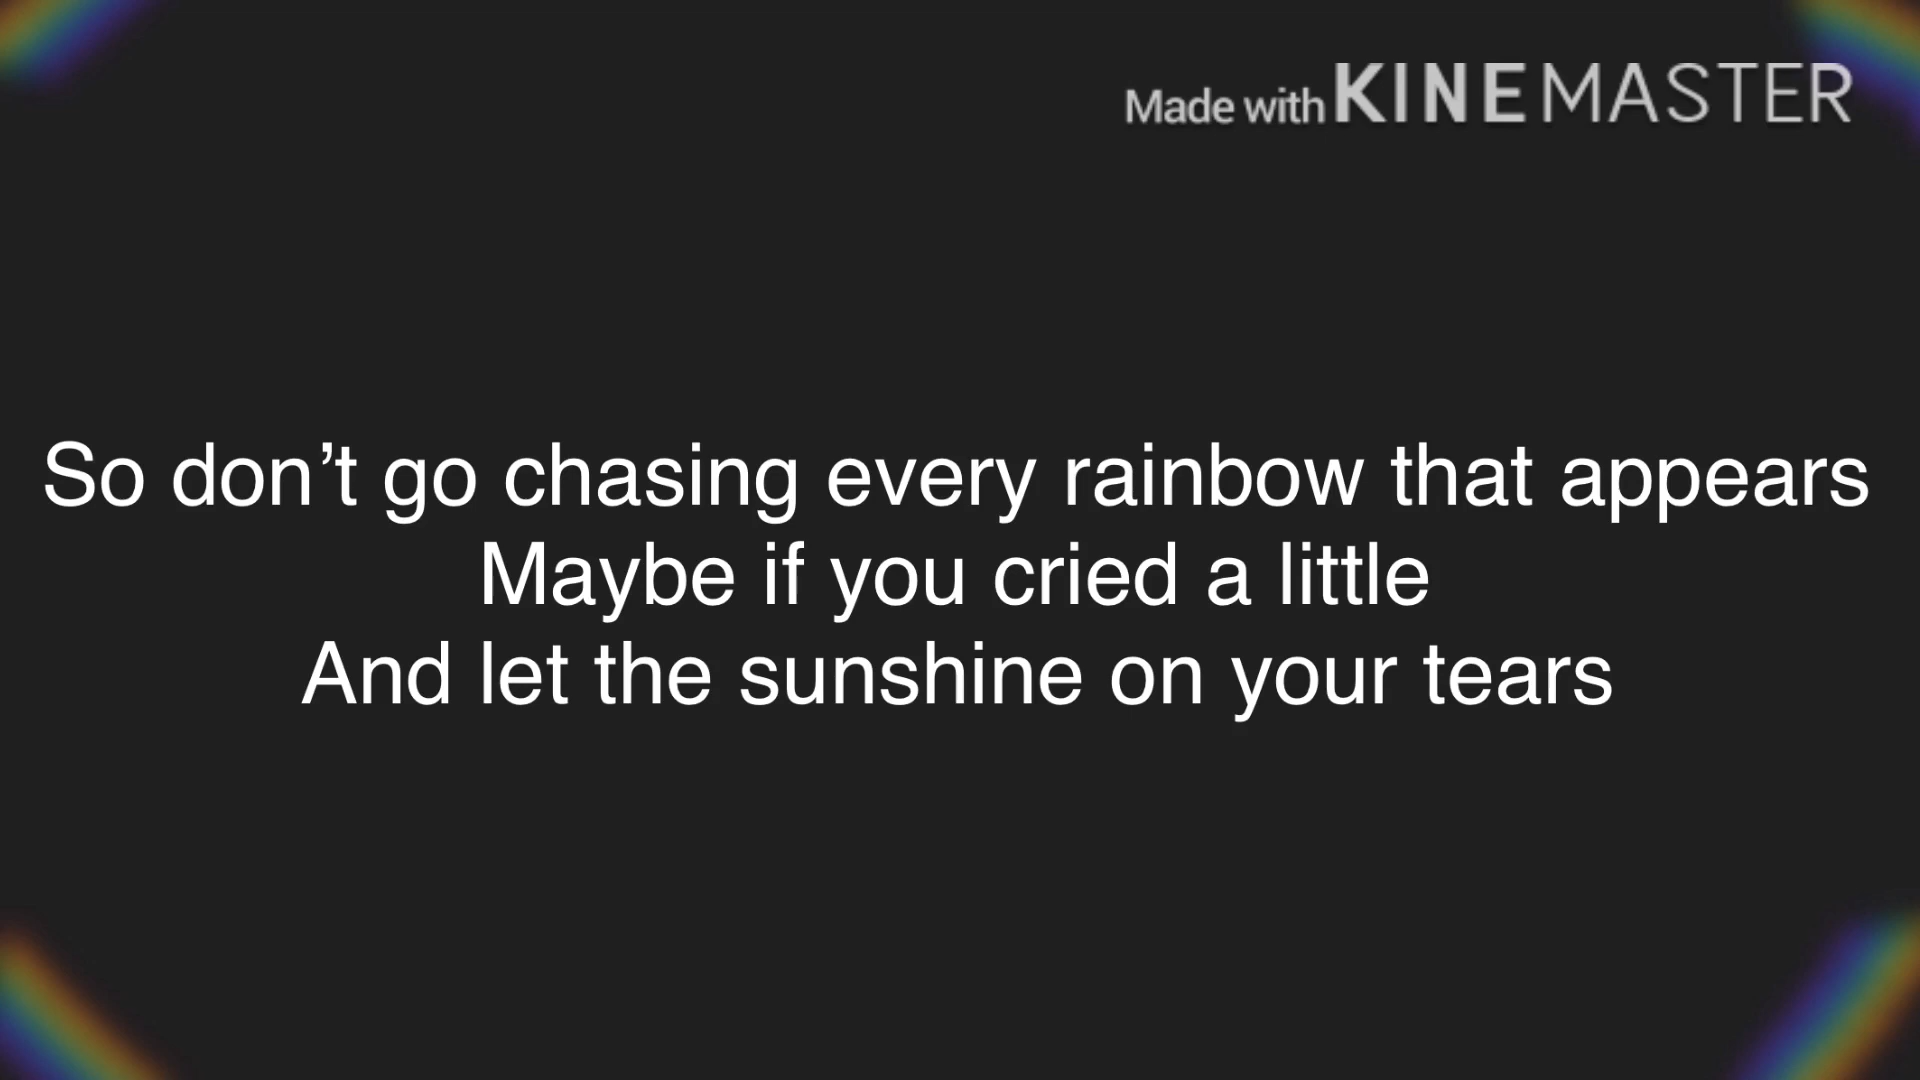 Made with KINEMASTER
So don’t go chasing every rainbow that appears
Maybe if you cried a little
And let the sunshine on your tears